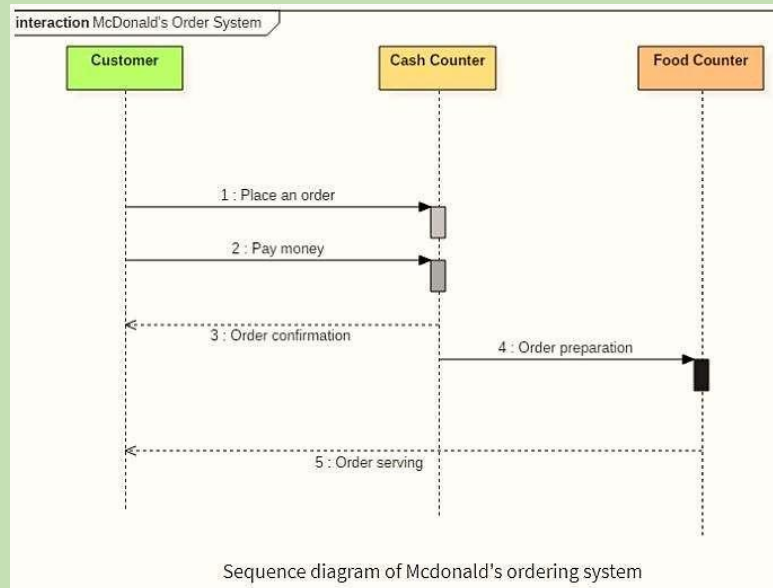 interaction McDonald's Order System
Customer
Cash Counter
Food Counter
1 : Place an order
2 : Pay money
3 : Order confirmation
4 : Order preparation
5 : Order serving
Sequence diagram of Mcdonald's ordering system